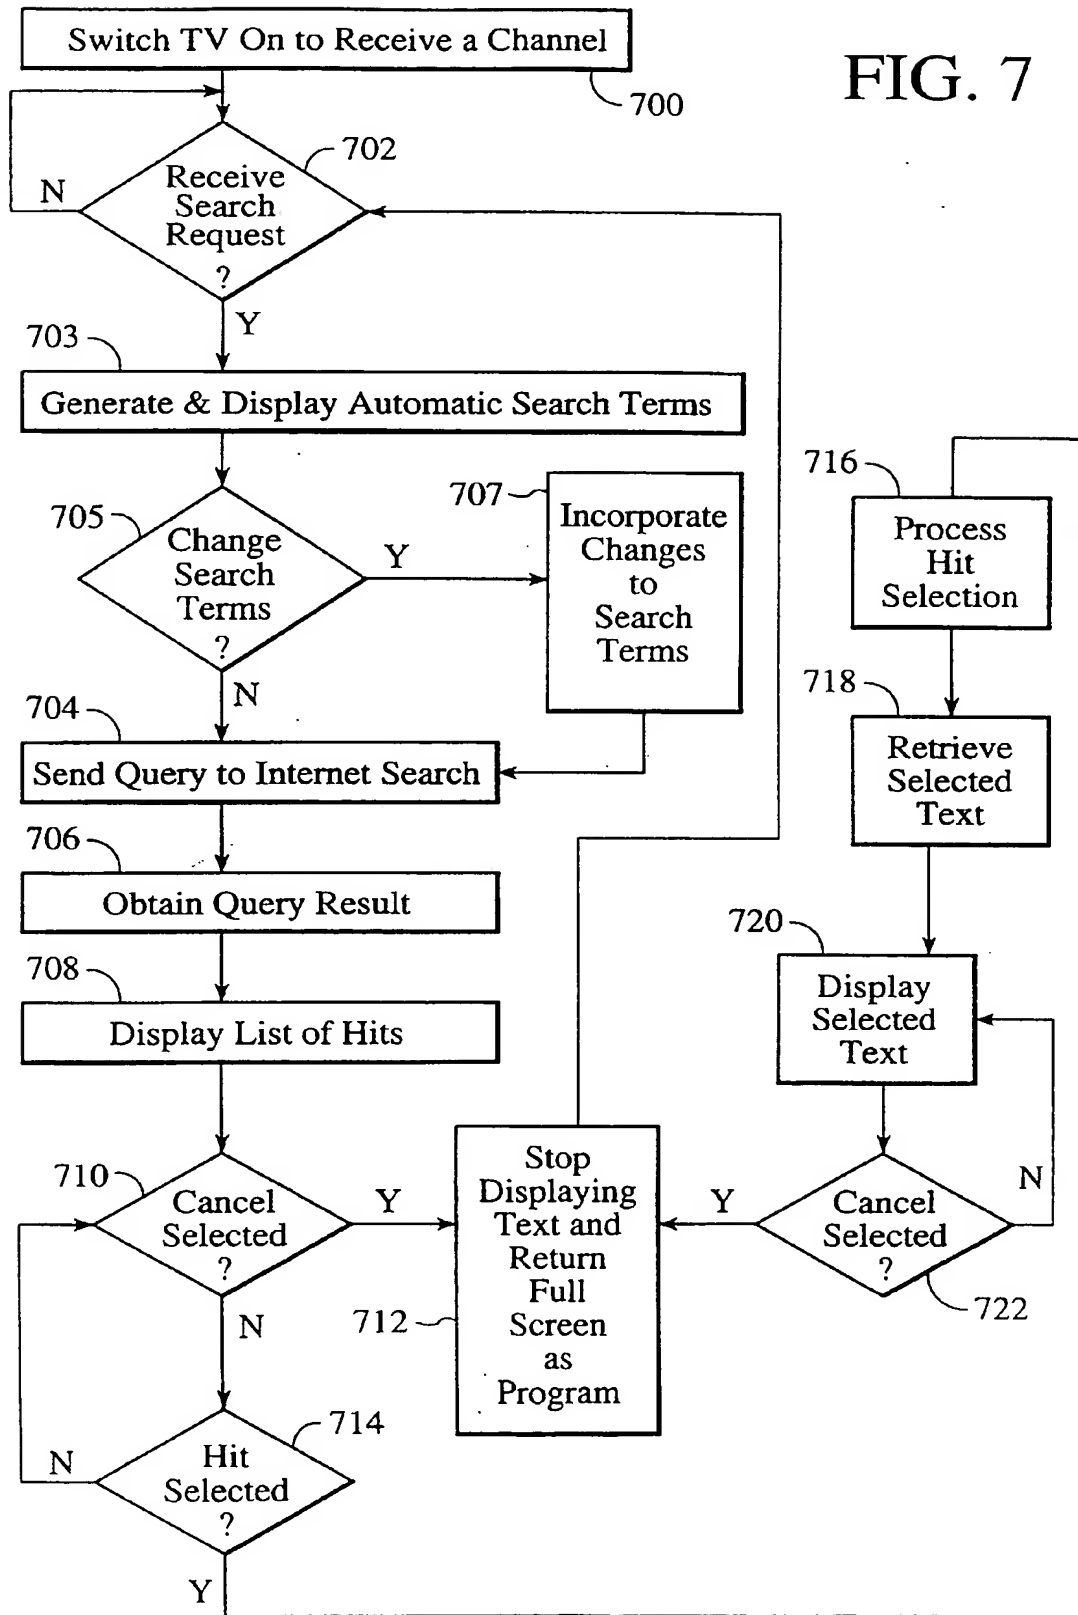 Switch TV On to Receive a Channel
FIG. 7
700
702
Receive
Search
Request
?
N
Y
703
Generate & Display Automatic Search Terms
705
Change
Search
Terms
?
Y
N
707
Incorporate
Changes
to
Search
Terms
704
Send Query to Internet Search
706
Obtain Query Result
708
Display List of Hits
710
Cancel
Selected
?
Y
N
712
Stop
Displaying
Text and
Return
Full
Screen
as
Program
714
Hit
Selected
?
N
Y
716
Process
Hit
Selection
718
Retrieve
Selected
Text
720
Display
Selected
Text
Cancel
Selected
?
Y
N
722